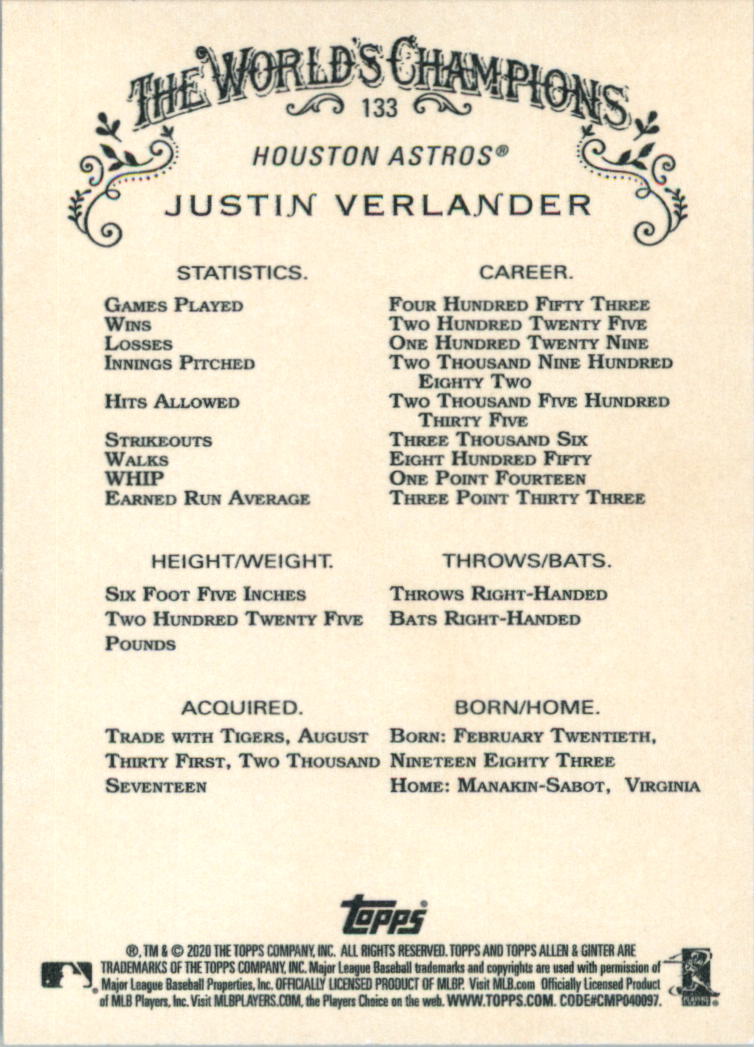 THE WORLD'S CHAMPIONS
133
HOUSTON ASTROS®
JUSTIN VERLANDER
STATISTICS. CAREER.
GAMES PLAYED FOUR HUNDRED FIFTY THREE
WINS TWO HUNDRED TWENTY FIVE
LOSSES ONE HUNDRED TWENTY NINE
INNINGS PITCHED TWO THOUSAND NINE HUNDRED
EIGHTY TWO
HITS ALLOWED TWO THOUSAND FIVE HUNDRED
THIRTY FIVE
STRIKEOUTS THREE THOUSAND SIX
WALKS EIGHT HUNDRED FIFTY
WHIP ONE POINT FOURTEEN
EARNED RUN AVERAGE THREE POINT THIRTY THREE
HEIGHT/WEIGHT. THROWS/BATS.
SIX FOOT FIVE INCHES THROWS RIGHT-HANDED
TWO HUNDRED TWENTY FIVE BATS RIGHT-HANDED
POUNDS
ACQUIRED. BORN/HOME.
TRADE WITH TIGERS, AUGUST BORN: FEBRUARY TWENTIETH,
THIRTY FIRST, TWO THOUSAND NINETEEN EIGHTY THREE
SEVENTEEN HOME: MANAKIN-SABOT, VIRGINIA
Topps®
®, TM & © 2020 THE TOPPS COMPANY, INC. ALL RIGHTS RESERVED. TOPPS AND TOPPS ALLEN & GINTER ARE
TRADEMARKS OF THE TOPPS COMPANY, INC. Major League Baseball trademarks and copyrights are used with permission of
Major League Baseball Properties, Inc. OFFICIALLY LICENSED PRODUCT OF MLBP. Visit MLB.com Officially Licensed Product
of MLB Players, Inc. Visit MLBPLAYERS.COM, the Players Choice on the web. WWW.TOPPS.COM. CODE#CMP040097.